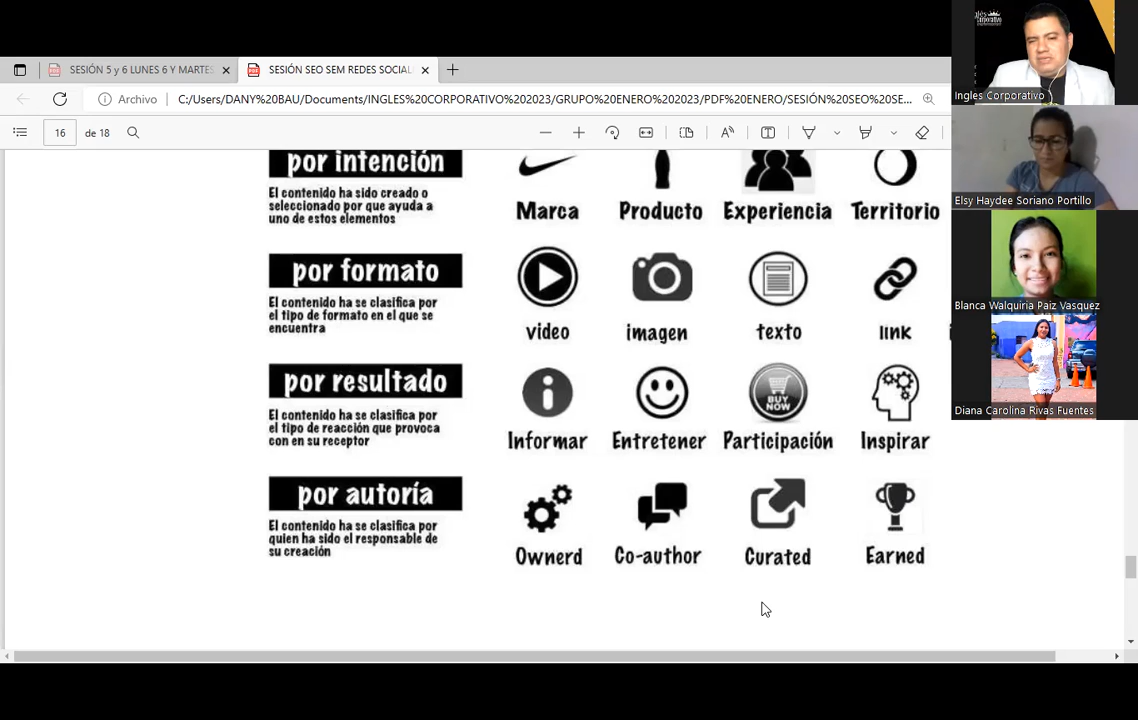 SESIÓN 5 y 6 LUNES 6 Y MARTES
SESIÓN SEO SEM REDES SOCIAL
Archivo
C:/Users/DANY%20BAU/Documents/INGLES%20CORPORATIVO%202023/GRUPO%20ENERO%202023/PDF%20ENERO/SESIÓN%20SEO%20SE...
16 de 18
por intención
El contenido ha sido creado o
seleccionado por que ayuda a
uno de estos elementos
Marca Producto Experiencia Territorio
por formato
El contenido ha se clasifica por
el tipo de formato en el que se
encuentra
video imagen texto link
por resultado
El contenido ha se clasifica por
el tipo de reacción que provoca
con en su receptor
BUY
NOW
Informar Entretener Participación Inspirar
por autoría
El contenido ha se clasifica por
quien ha sido el responsable de
su creación
Ownerd Co-author Curated Earned
Ingles Corporativo
Elsy Haydee Soriano Portillo
Blanca Walquiria Paiz Vasquez
Diana Carolina Rivas Fuentes